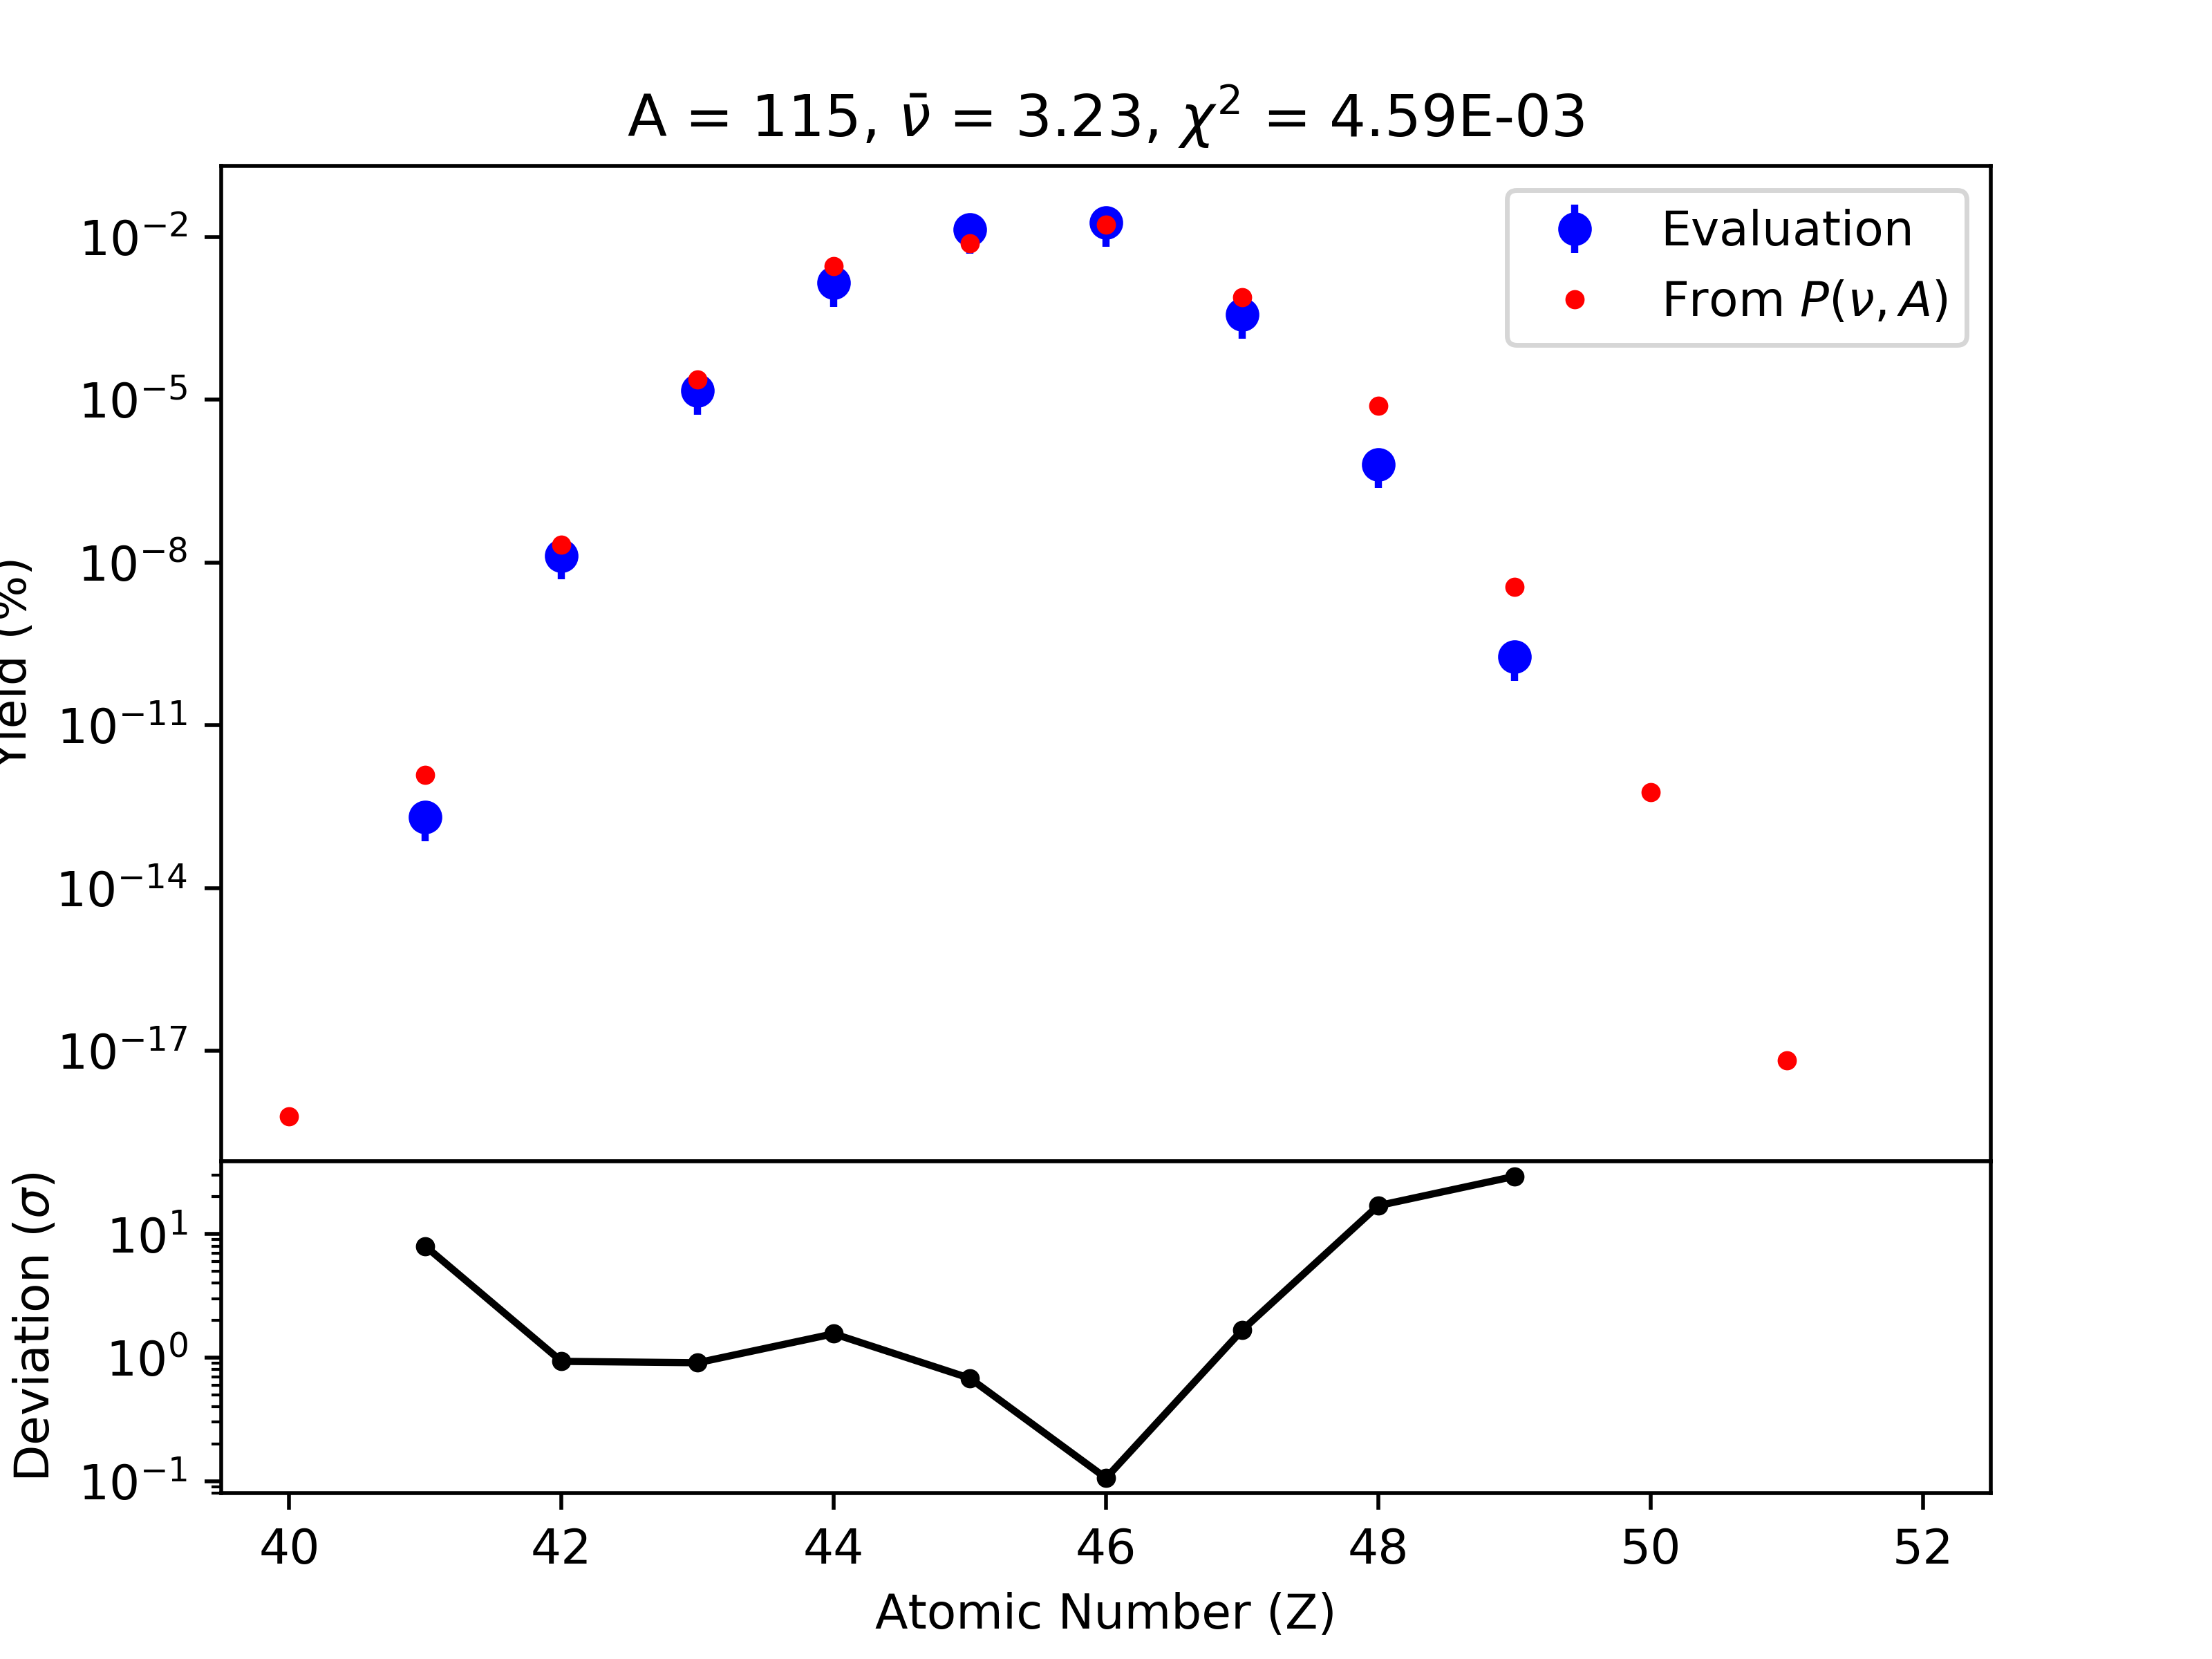 A = 115, ν̄ = 3.23, χ² = 4.59E-03
Evaluation
From P(ν, A)
Yield (%)
10⁻²
10⁻⁵
10⁻⁸
10⁻¹¹
10⁻¹⁴
10⁻¹⁷
Deviation (σ)
10¹
10⁰
10⁻¹
40 42 44 46 48 50 52
Atomic Number (Z)